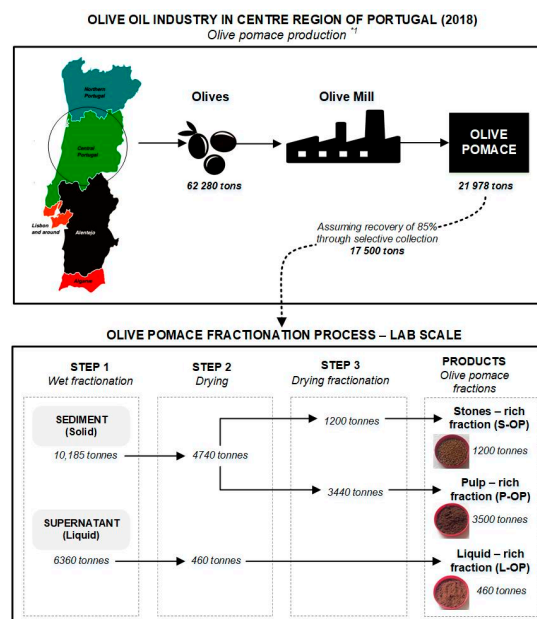 OLIVE OIL INDUSTRY IN CENTRE REGION OF PORTUGAL (2018)
Olive pomace production *1
Northern
Portugal
Central
Portugal
Lisbon
and around
Alentejo
Algarve
Olives
62 280 tons
Olive Mill
OLIVE
POMACE
21 978 tons
Assuming recovery of 85%
through selective collection
17 500 tons
OLIVE POMACE FRACTIONATION PROCESS – LAB SCALE
STEP 1
Wet fractionation
STEP 2
Drying
STEP 3
Drying fractionation
PRODUCTS
Olive pomace
fractions
SEDIMENT
(Solid)
10,185 tonnes
4740 tonnes
1200 tonnes
Stones – rich
fraction (S-OP)
1200 tonnes
3440 tonnes
Pulp – rich
fraction (P-OP)
3500 tonnes
SUPERNATANT
(Liquid)
6360 tonnes
460 tonnes
Liquid – rich
fraction (L-OP)
460 tonnes